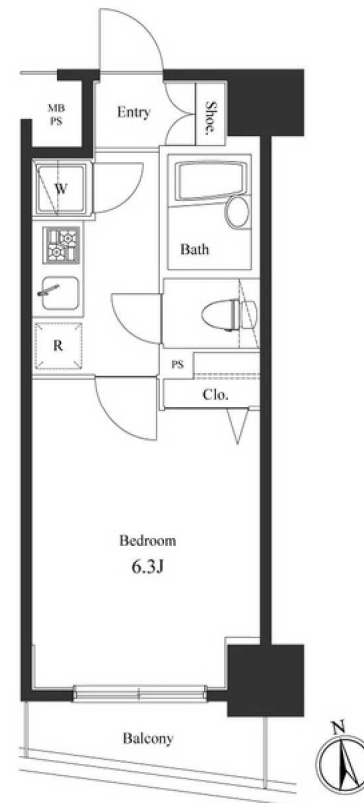 MB
PS
Entry
Shoe.
W
Bath
R
PS
Clo.
Bedroom
6.3J
Balcony
N